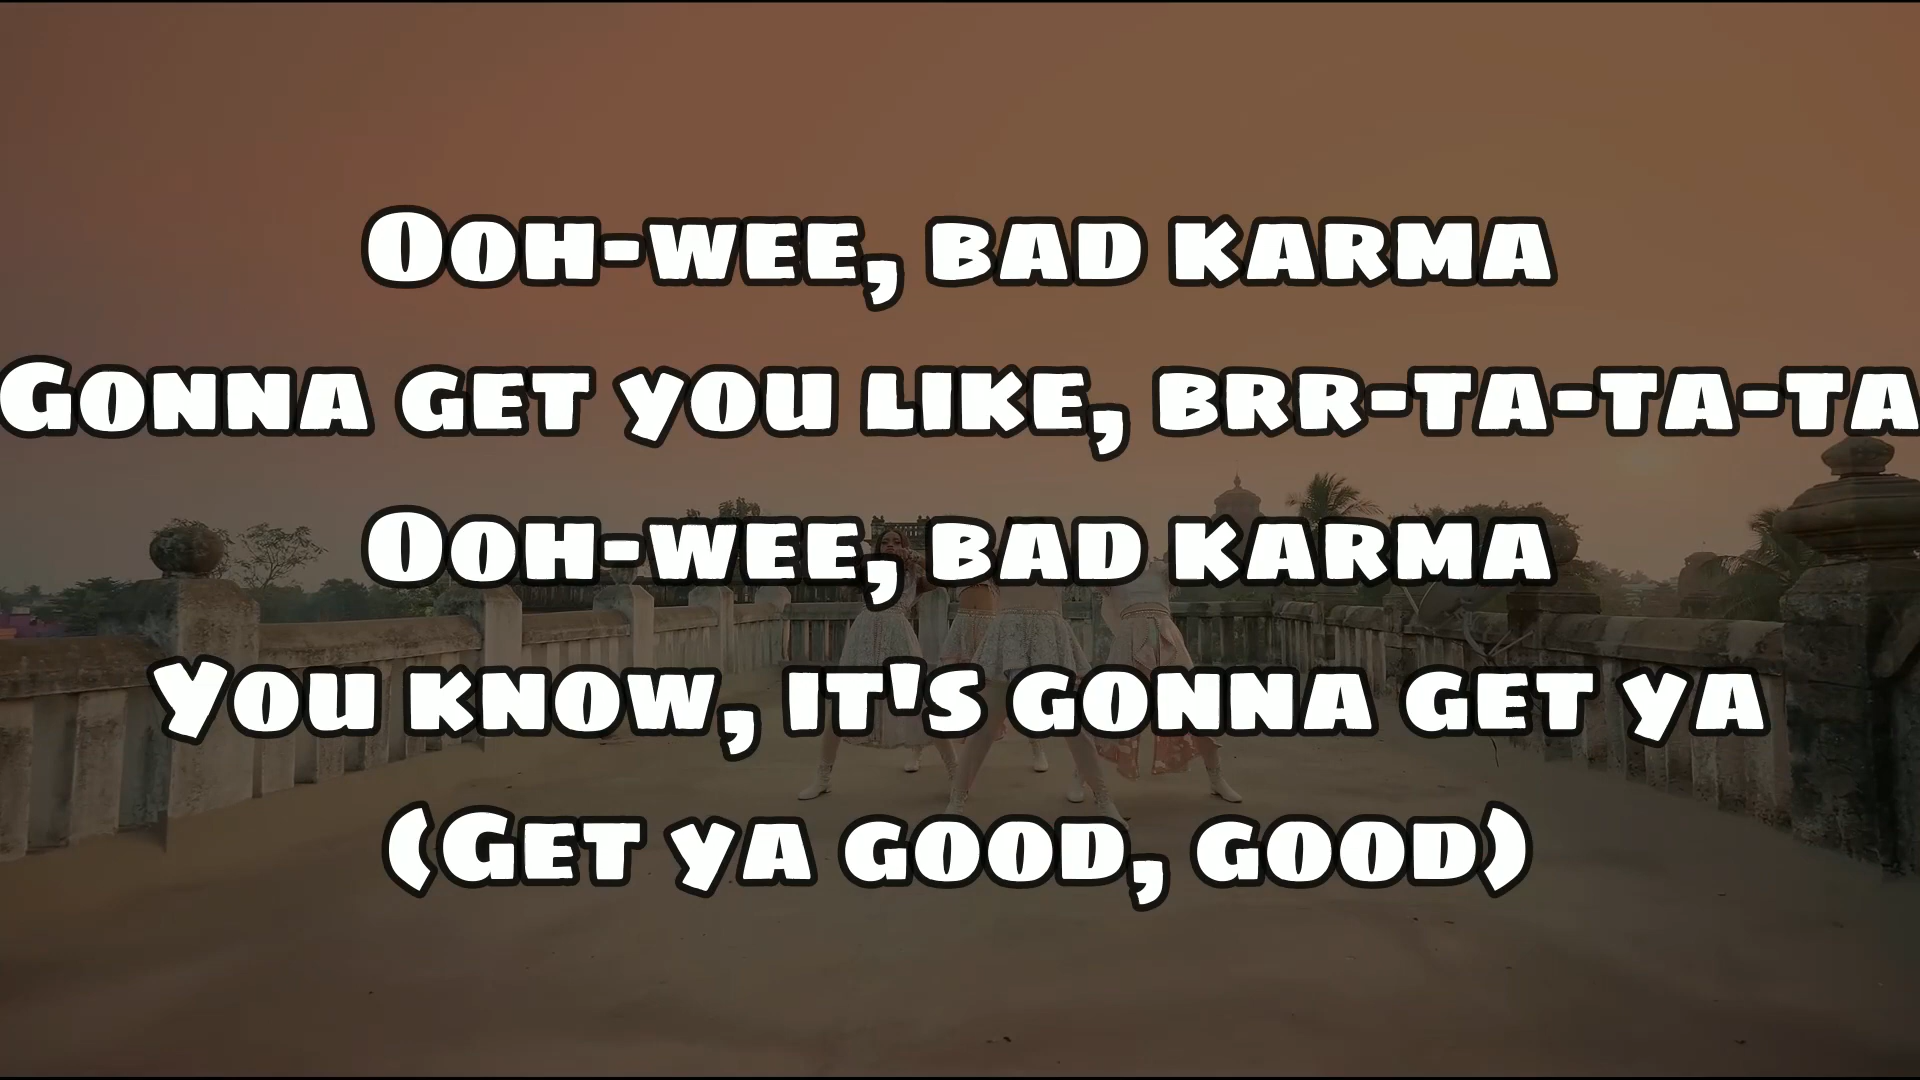 Ooh-wee, bad karma
Gonna get you like, brr-ta-ta-ta
Ooh-wee, bad karma
You know, it's gonna get ya
(Get ya good, good)